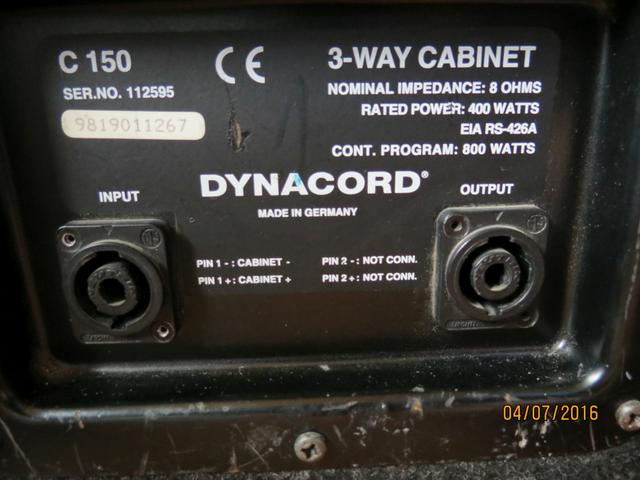 C 150
SER.NO. 112595
9819011267
CE
3-WAY CABINET
NOMINAL IMPEDANCE: 8 OHMS
RATED POWER: 400 WATTS
EIA RS-426A
CONT. PROGRAM: 800 WATTS
DYNACORD®
MADE IN GERMANY
INPUT
OUTPUT
PIN 1 - : CABINET -
PIN 1 + : CABINET +
PIN 2 - : NOT CONN.
PIN 2 + : NOT CONN.
04/07/2016